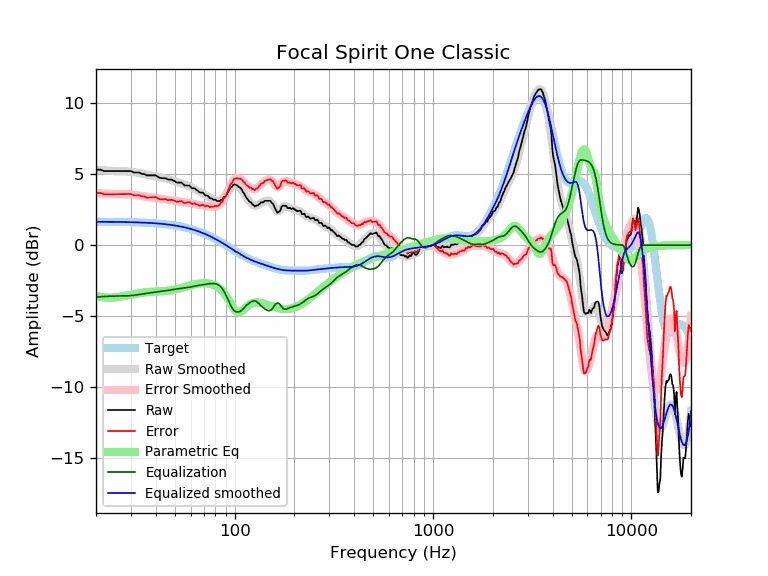 Focal Spirit One Classic
Amplitude (dBr)
10
5
0
−5
−10
−15
Target
Raw Smoothed
Error Smoothed
Raw
Error
Parametric Eq
Equalization
Equalized smoothed
100
1000
10000
Frequency (Hz)